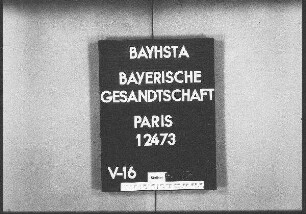 BAYHSTA
BAYERISCHE
GESANDTSCHAFT
PARIS
12473
V-16